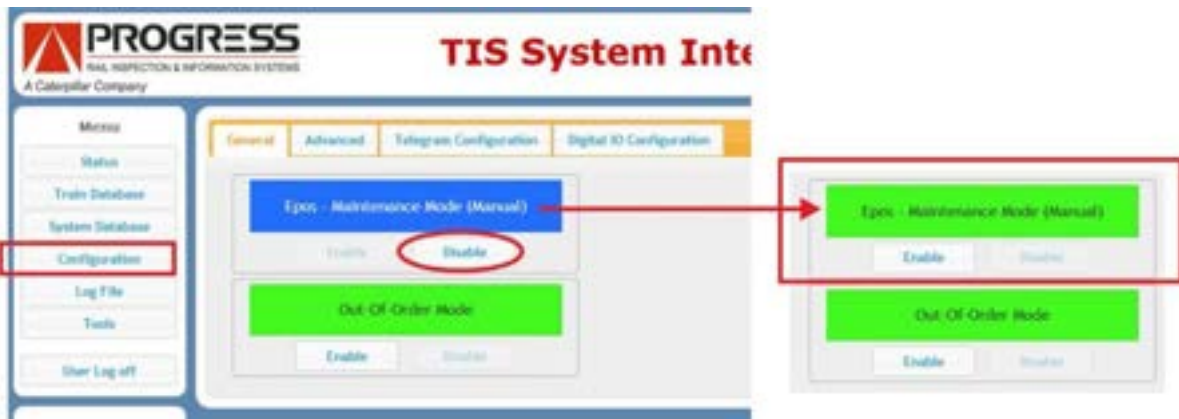 PROGRESS
RAIL INSPECTION & INFORMATION SYSTEMS
A Caterpillar Company
TIS System Inte
Menu
Status
Train Database
System Database
Configuration
Log File
Tools
User Log off
General Advanced Telegram Configuration Digital IO Configuration
Epos - Maintenance Mode (Manual)
Enable Disable
Out-Of-Order Mode
Enable Disable
Epos - Maintenance Mode (Manual)
Enable Disable
Out-Of-Order Mode
Enable Disable